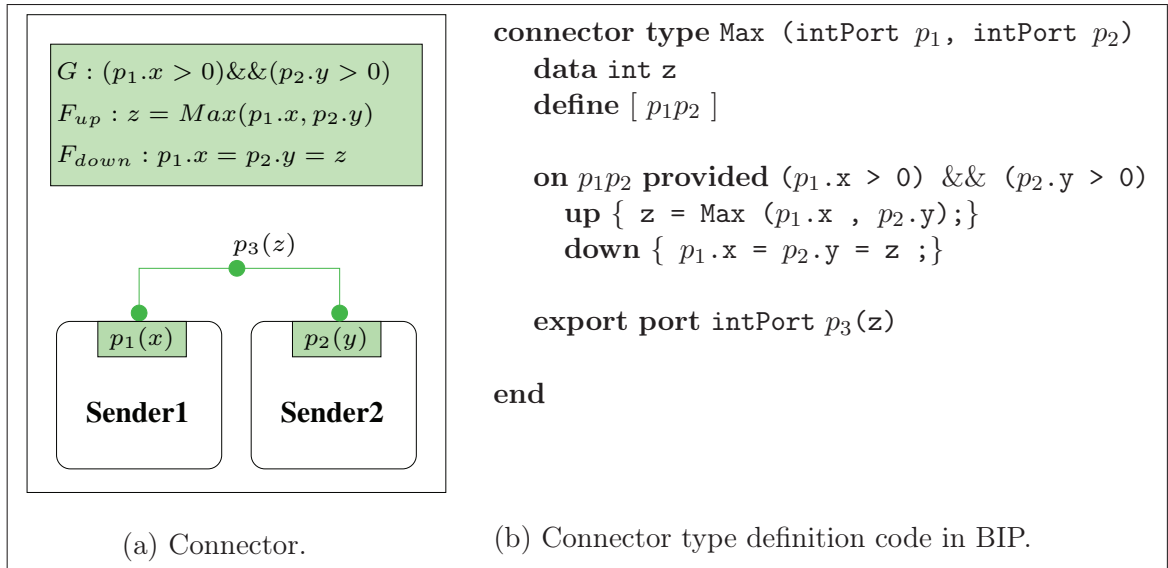 G : (p₁.x > 0)&&(p₂.y > 0)
F_up : z = Max(p₁.x, p₂.y)
F_down : p₁.x = p₂.y = z
p₃(z)
p₁(x)
p₂(y)
Sender1
Sender2
(a) Connector.
connector type Max (intPort p₁, intPort p₂)
data int z
define [ p₁p₂ ]
on p₁p₂ provided (p₁.x > 0) && (p₂.y > 0)
up { z = Max (p₁.x , p₂.y);}
down { p₁.x = p₂.y = z ;}
export port intPort p₃(z)
end
(b) Connector type definition code in BIP.